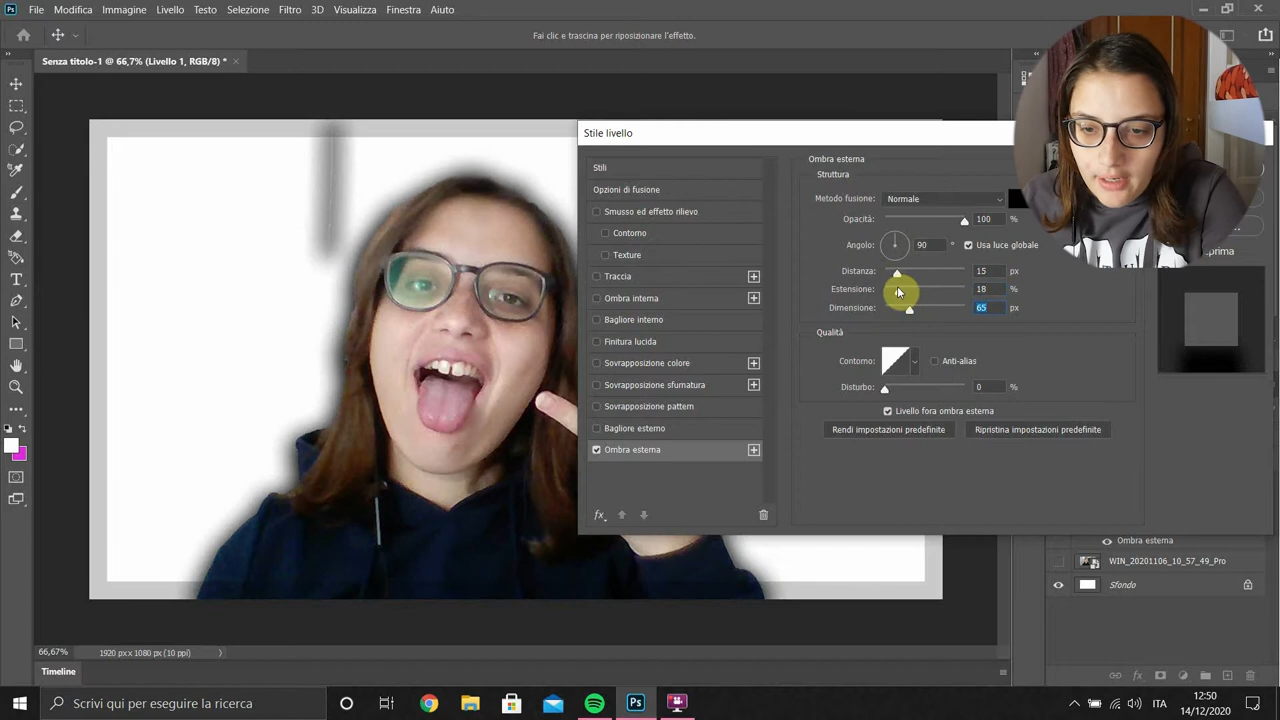 Ps File Modifica Immagine Livello Testo Selezione Filtro 3D Visualizza Finestra Aiuto
Fai clic e trascina per riposizionare l'effetto.
Senza titolo-1 @ 66,7% (Livello 1, RGB/8) *
Stile livello
Stili
Opzioni di fusione
Smusso ed effetto rilievo
Contorno
Texture
Traccia
Ombra interna
Bagliore interno
Finitura lucida
Sovrapposizione colore
Sovrapposizione sfumatura
Sovrapposizione pattern
Bagliore esterno
Ombra esterna
fx
Ombra esterna
Struttura
Metodo fusione: Normale
Opacità: 100 %
Angolo: 90 ° Usa luce globale
Distanza: 15 px
Estensione: 18 %
Dimensione: 65 px
Qualità
Contorno: Anti-alias
Disturbo: 0 %
Livello fora ombra esterna
Rendi impostazioni predefinite Ripristina impostazioni predefinite
prima
Ombra esterna
WIN_20201106_10_57_49_Pro
Sfondo
fx
66,67% 1920 px x 1080 px (10 ppi)
Timeline
Scrivi qui per eseguire la ricerca
Ps
ITA
12:50
14/12/2020